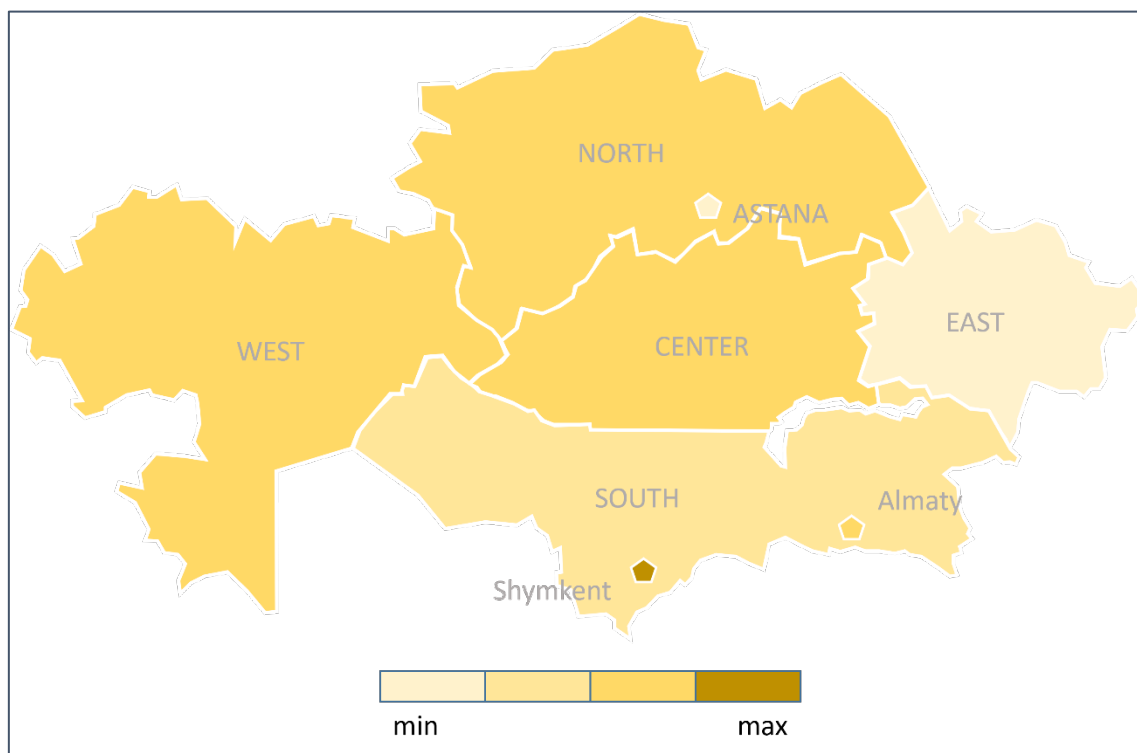 NORTH
ASTANA
EAST
WEST
CENTER
SOUTH
Almaty
Shymkent
min
max